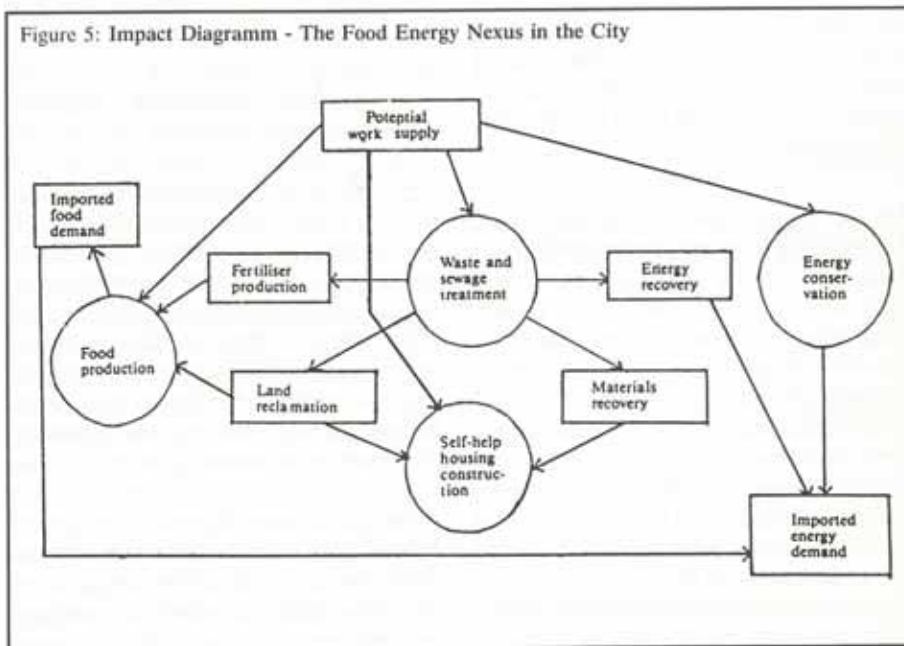 Figure 5: Impact Diagramm - The Food Energy Nexus in the City
Potential
work supply
Imported
food
demand
Fertiliser
production
Waste and
sewage
treatment
Energy
recovery
Energy
conser-
vation
Food
production
Land
reclamation
Materials
recovery
Self-help
housing
construc-
tion
Imported
energy
demand